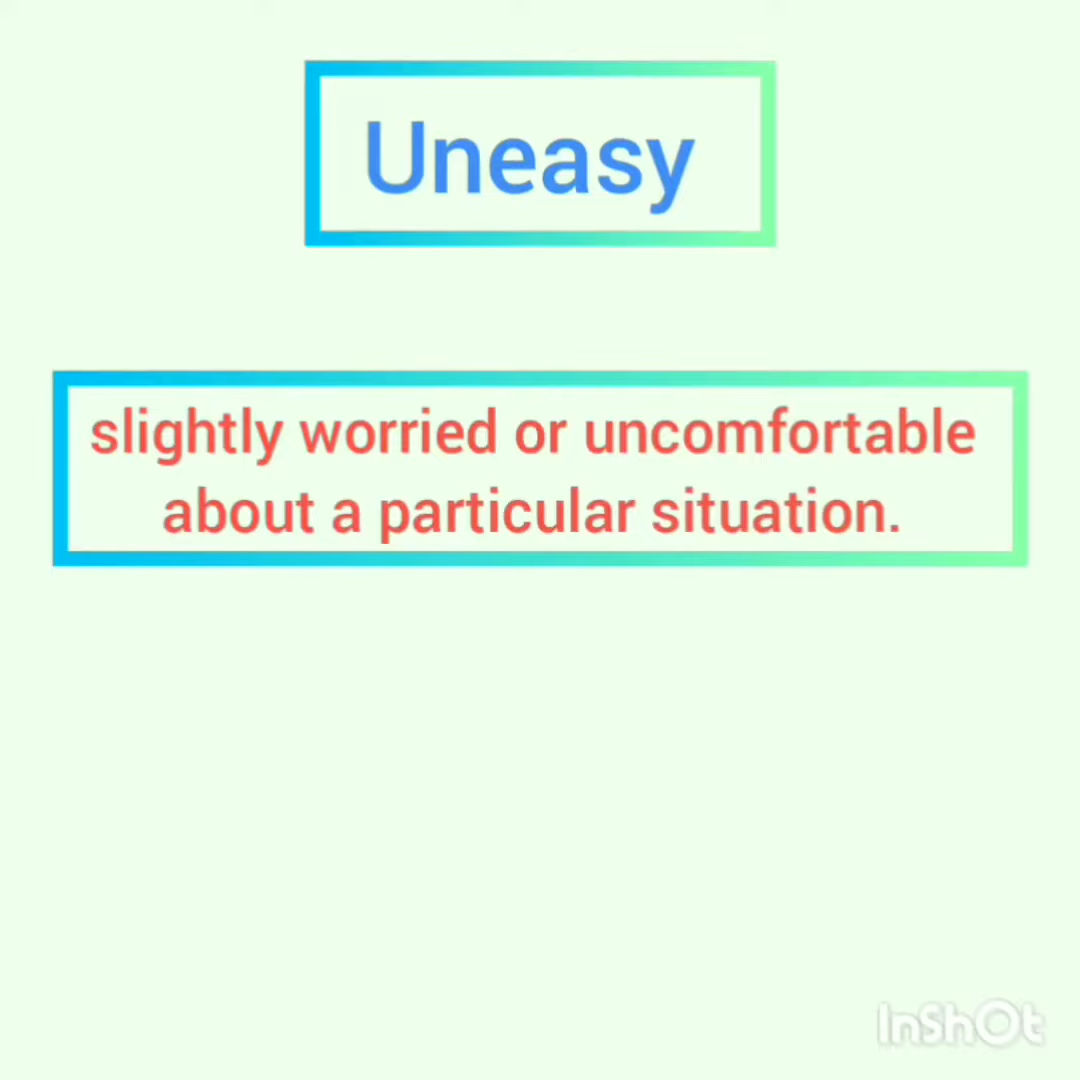 Uneasy
slightly worried or uncomfortable
about a particular situation.
InShOt